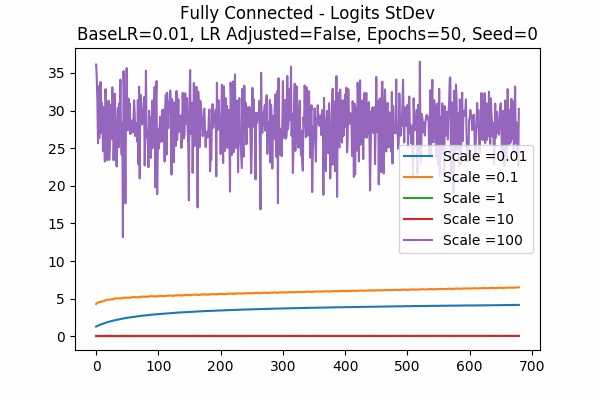 Fully Connected - Logits StDev
BaseLR=0.01, LR Adjusted=False, Epochs=50, Seed=0
35
30
25
20
15
10
5
0
Scale =0.01
Scale =0.1
Scale =1
Scale =10
Scale =100
0 100 200 300 400 500 600 700